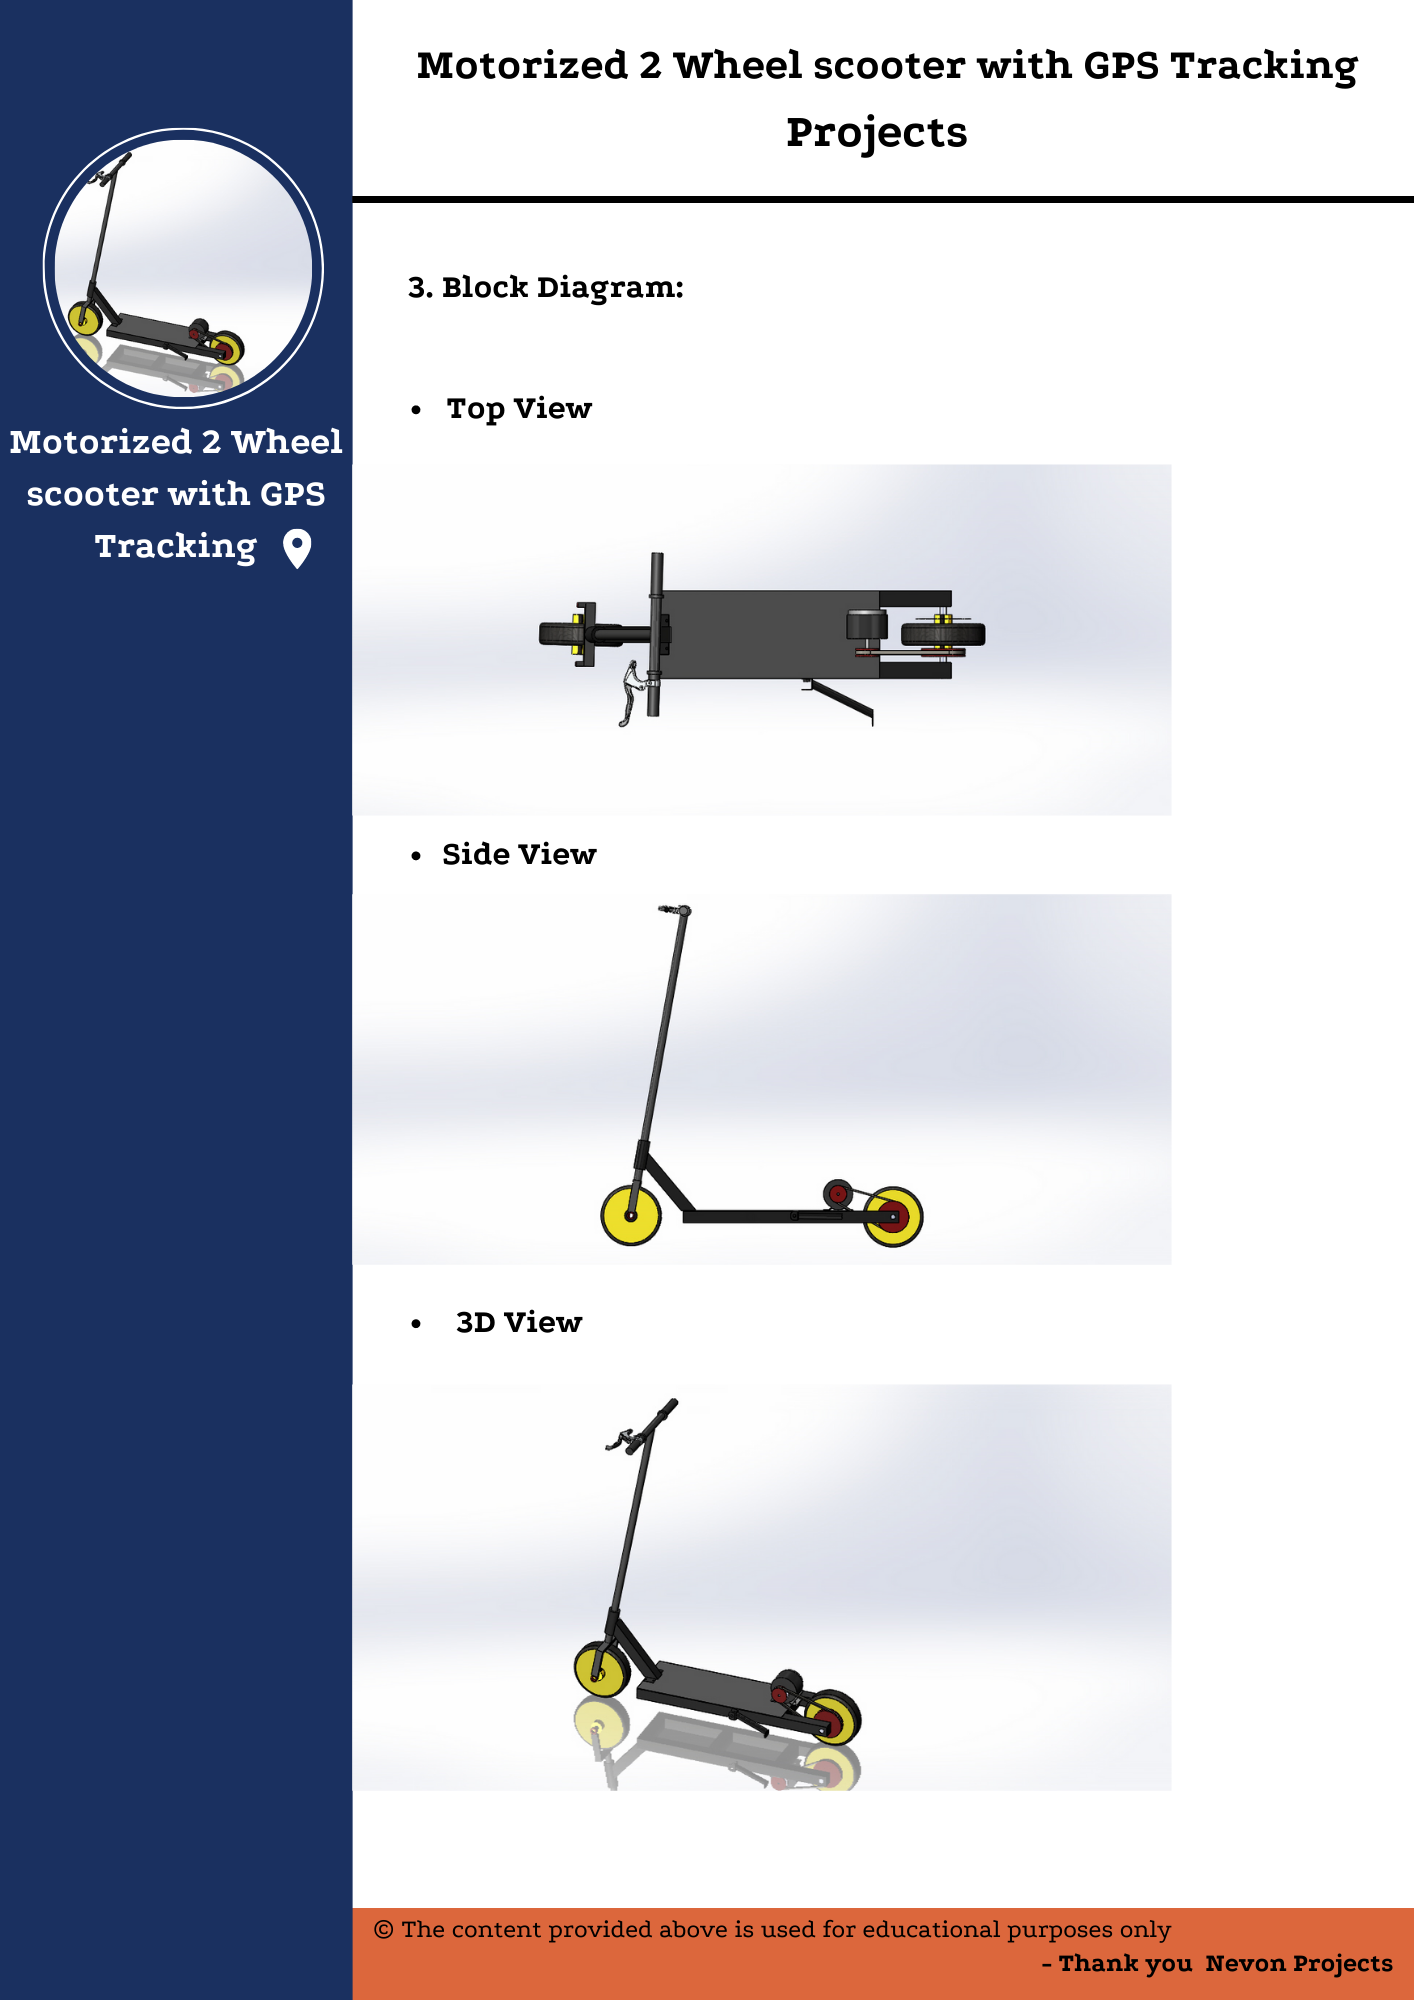 Motorized 2 Wheel scooter with GPS Tracking
Projects
Motorized 2 Wheel
scooter with GPS
Tracking
3. Block Diagram:
• Top View
• Side View
• 3D View
© The content provided above is used for educational purposes only
- Thank you Nevon Projects